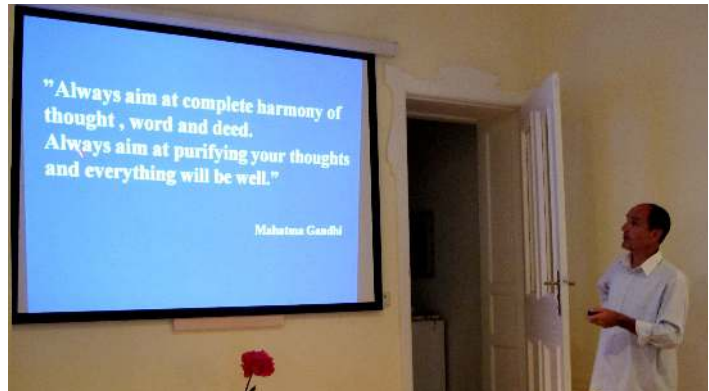 ”Always aim at complete harmony of
thought , word and deed.
Always aim at purifying your thoughts
and everything will be well.”
Mahatma Gandhi